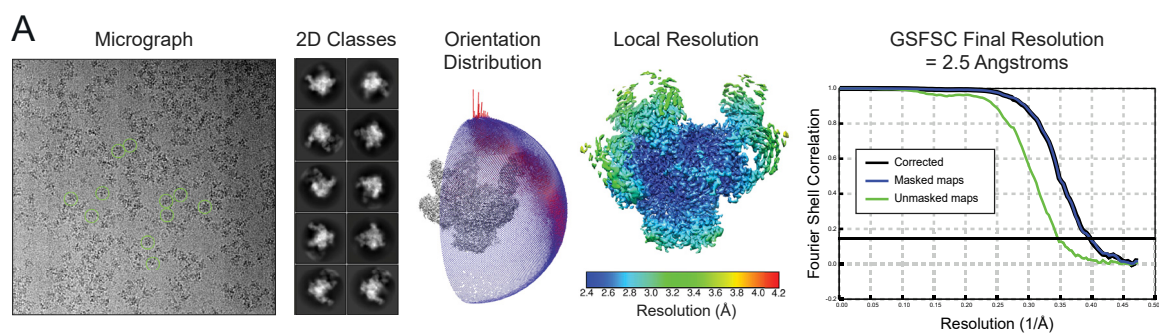 A
Micrograph
2D Classes
Orientation
Distribution
Local Resolution
GSFSC Final Resolution
= 2.5 Angstroms
2.4 2.6 2.8 3.0 3.2 3.4 3.6 3.8 4.0 4.2
Resolution (Å)
Fourier Shell Correlation
1.0
0.8
0.6
0.4
0.2
0.0
-0.2
Corrected
Masked maps
Unmasked maps
0.00 0.05 0.10 0.15 0.20 0.25 0.30 0.35 0.40 0.45 0.50
Resolution (1/Å)